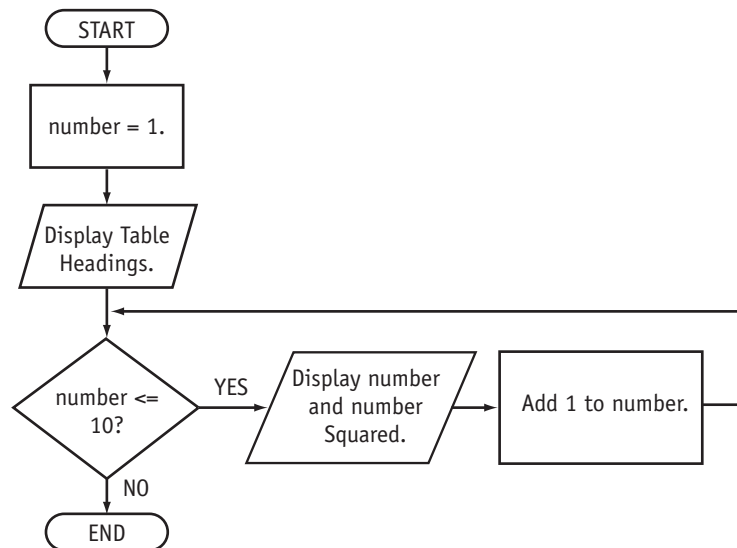 START
number = 1.
Display Table
Headings.
number <=
10?
YES
Display number
and number
Squared.
Add 1 to number.
NO
END